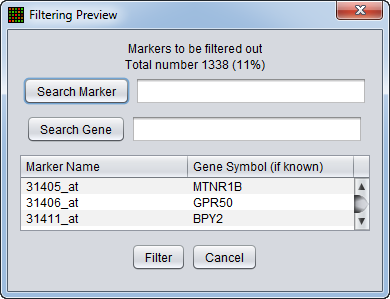 Filtering Preview
Markers to be filtered out
Total number 1338 (11%)
Search Marker
Search Gene
Marker Name Gene Symbol (if known)
31405_at MTNR1B
31406_at GPR50
31411_at BPY2
Filter Cancel